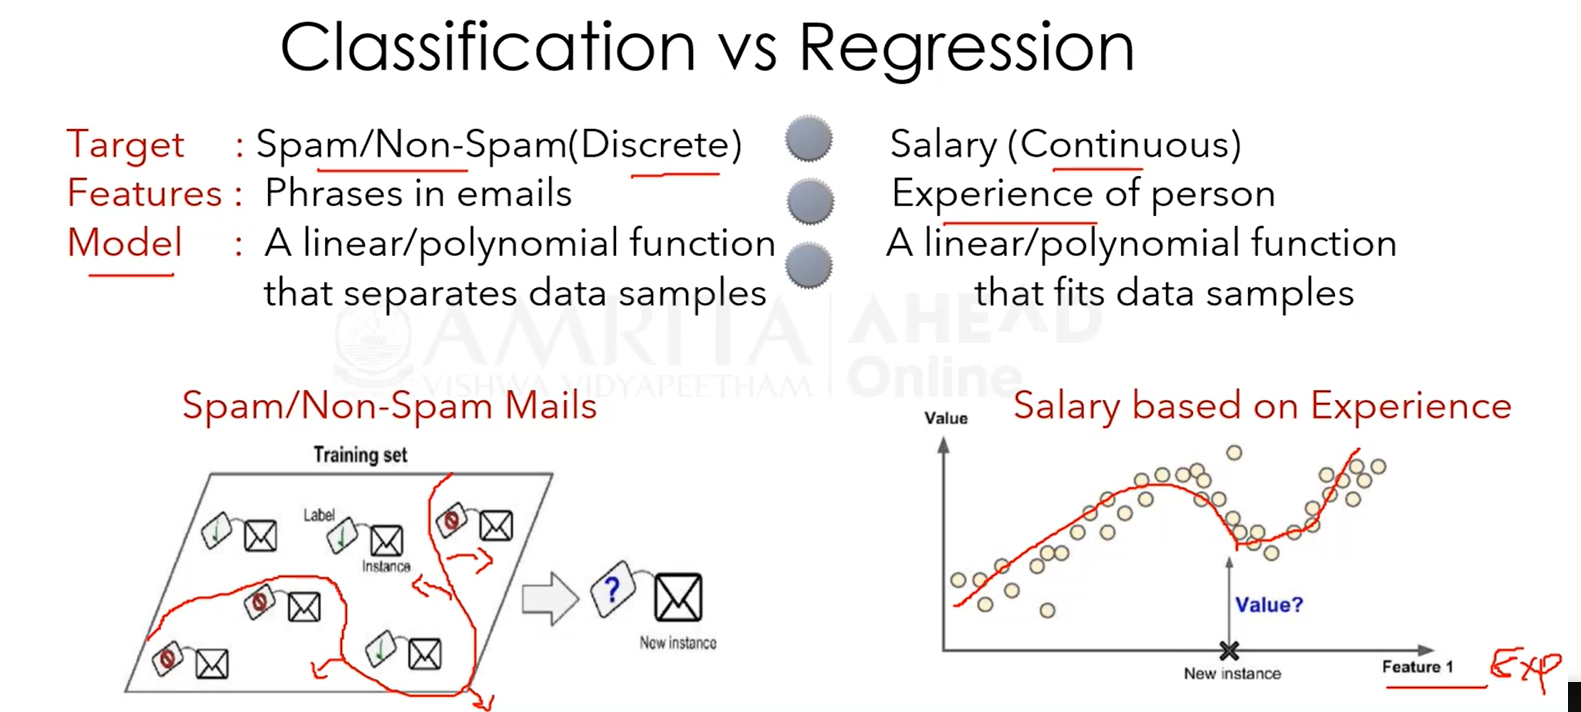 Classification vs Regression
Target : Spam/Non-Spam(Discrete)
Features : Phrases in emails
Model : A linear/polynomial function
that separates data samples
Salary (Continuous)
Experience of person
A linear/polynomial function
that fits data samples
AMRITA
VISHWA VIDYAPEETHAM
AHEAD
Online
Spam/Non-Spam Mails
Training set
Label
Instance
?
New instance
Salary based on Experience
Value
Value?
New instance
Feature 1
Exp